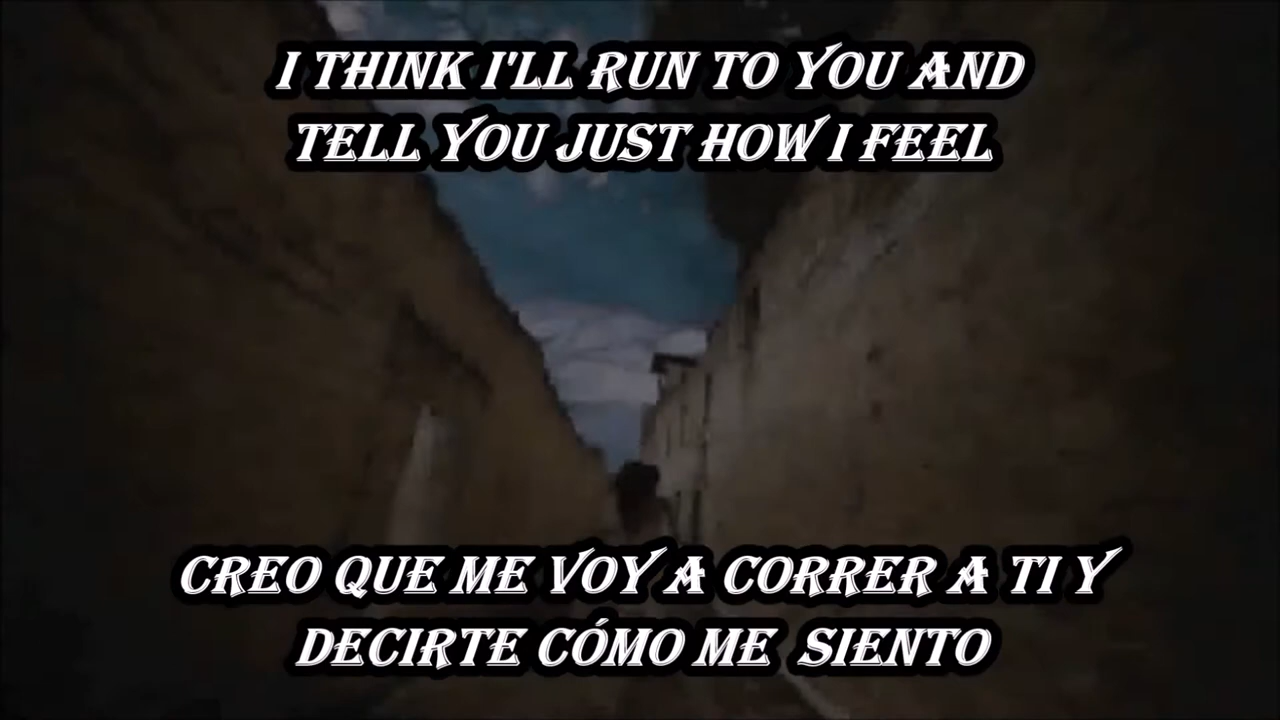 I THINK I'LL RUN TO YOU AND
TELL YOU JUST HOW I FEEL
CREO QUE ME VOY A CORRER A TI Y
DECIRTE CÓMO ME SIENTO